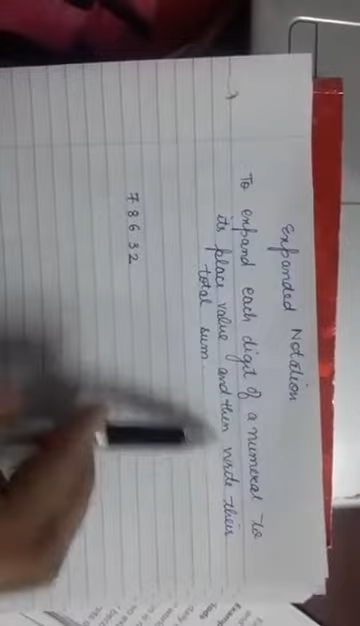 Expanded Notation
To expand each digit of a numeral to
its place value and then write their
total sum.
7 8 6 3 2